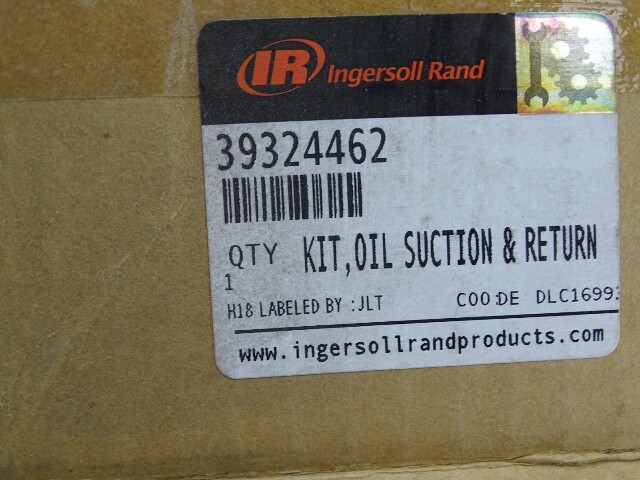 IR Ingersoll Rand
39324462
QTY KIT,OIL SUCTION & RETURN
1
H18 LABELED BY :JLT COO:DE DLC1699
www.ingersollrandproducts.com